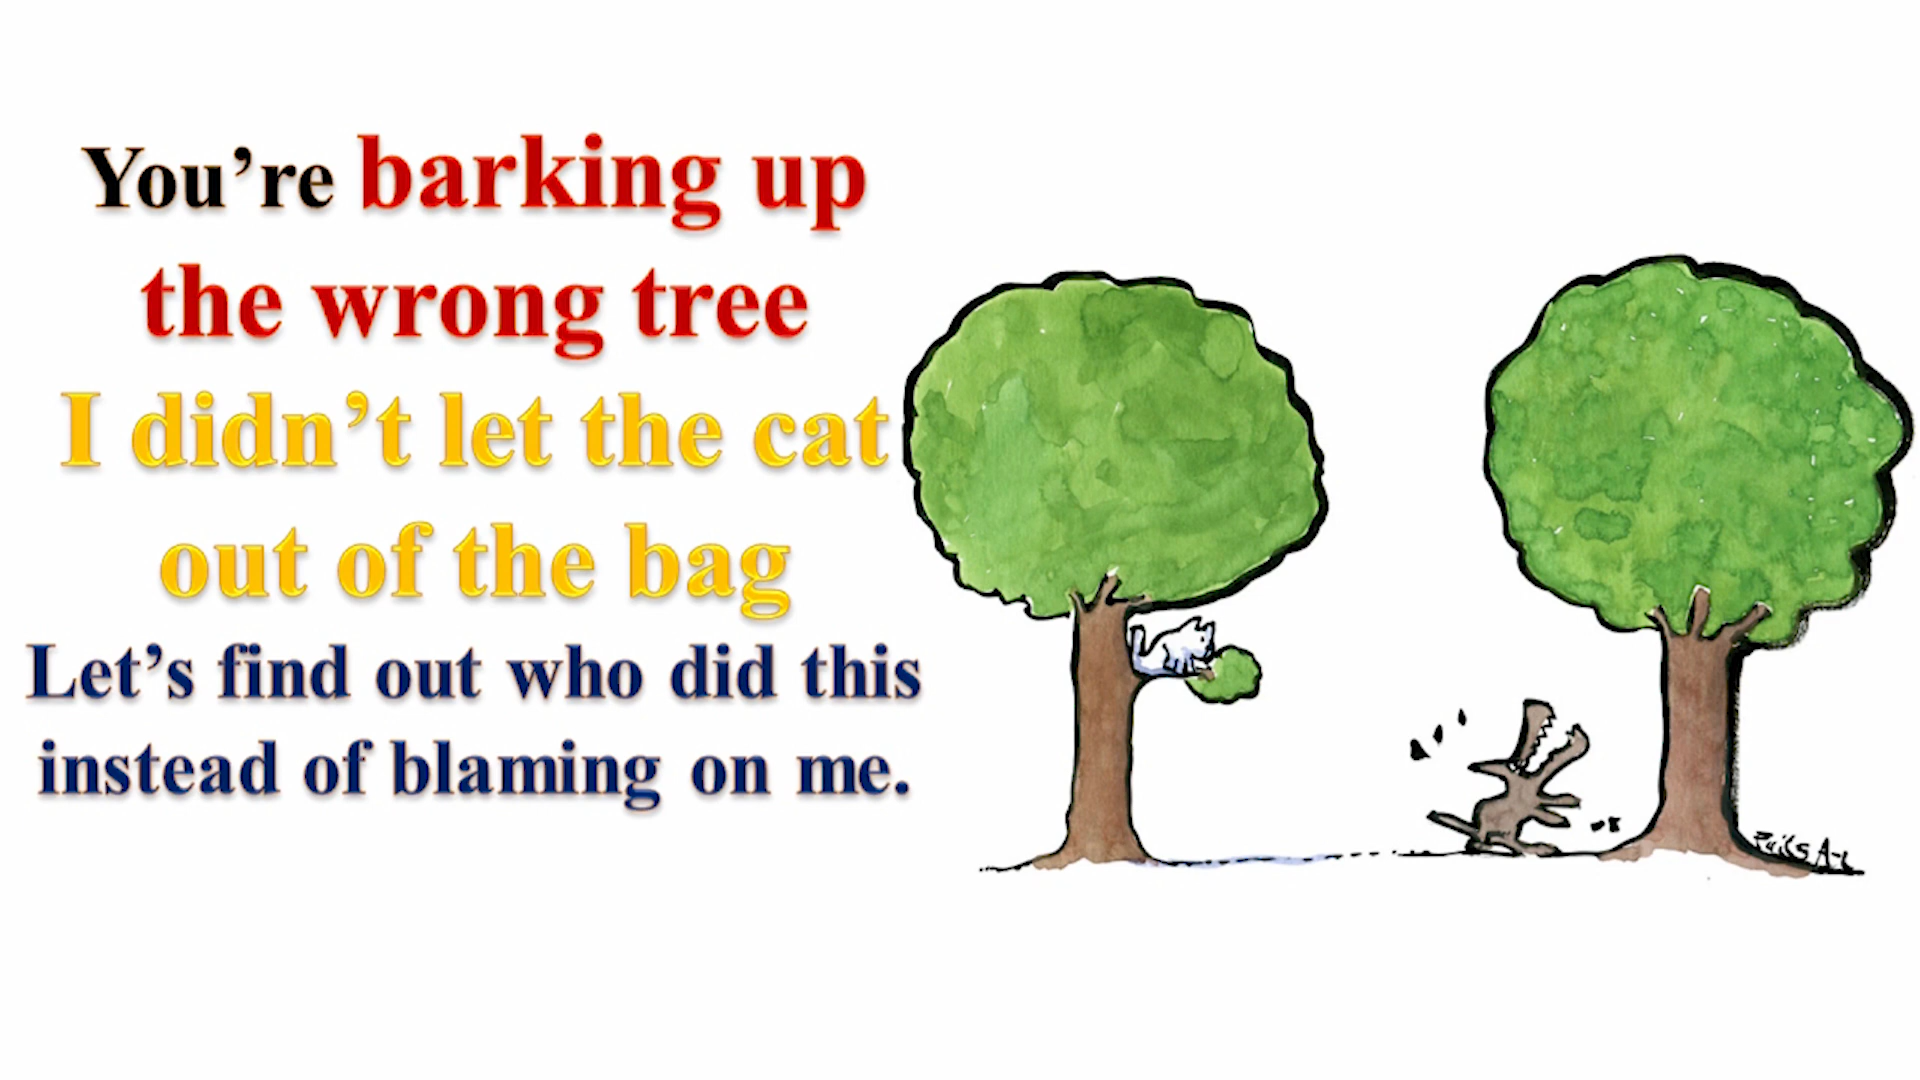 You’re barking up
the wrong tree
I didn’t let the cat
out of the bag
Let’s find out who did this
instead of blaming on me.